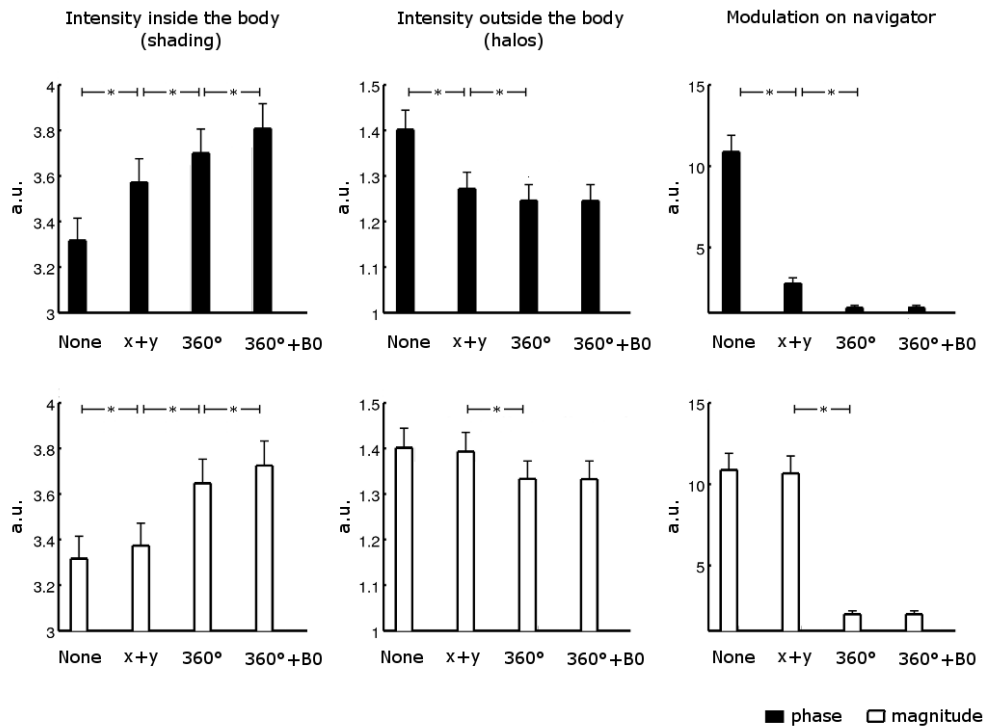 Intensity inside the body
(shading)
Intensity outside the body
(halos)
Modulation on navigator
4
3.8
3.6
3.4
3.2
3
a.u.
* * *
None x+y 360° 360°+B0
1.5
1.4
1.3
1.2
1.1
1
a.u.
* *
None x+y 360° 360°+B0
15
10
5
a.u.
* *
None x+y 360° 360°+B0
4
3.8
3.6
3.4
3.2
3
a.u.
* * *
None x+y 360° 360°+B0
1.5
1.4
1.3
1.2
1.1
1
a.u.
*
None x+y 360° 360°+B0
15
10
5
a.u.
*
None x+y 360° 360°+B0
phase magnitude